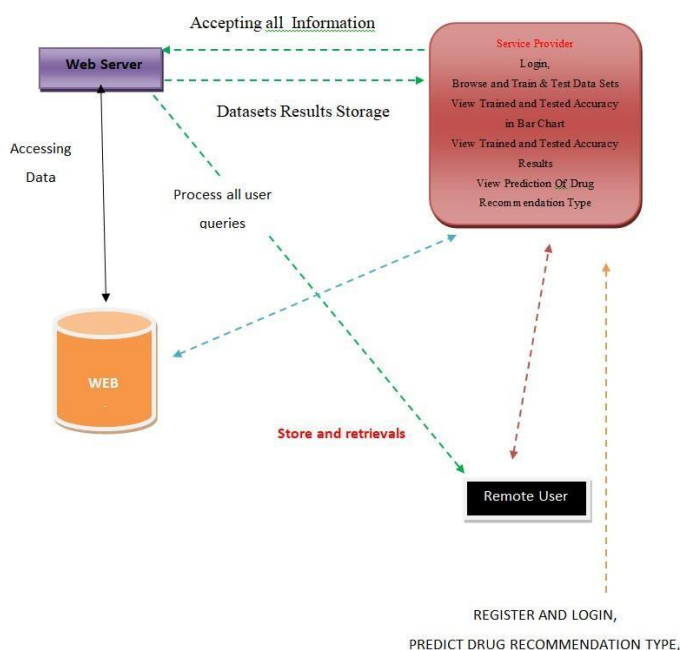 Accepting all Information
Web Server
Datasets Results Storage
Service Provider
Login,
Browse and Train & Test Data Sets
View Trained and Tested Accuracy
in Bar Chart
View Trained and Tested Accuracy
Results
View Prediction Of Drug
Recommendation Type
Accessing
Data
Process all user
queries
WEB
Store and retrievals
Remote User
REGISTER AND LOGIN,
PREDICT DRUG RECOMMENDATION TYPE,